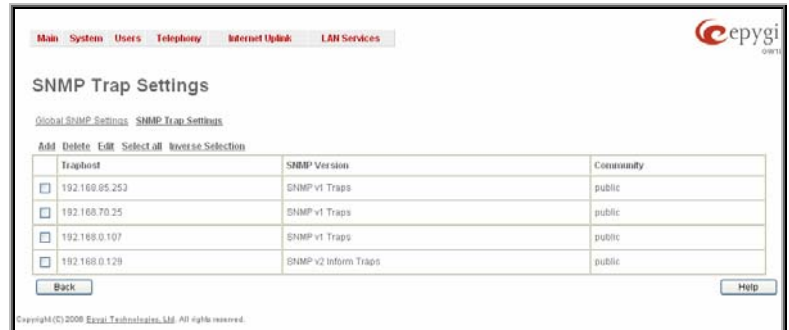 Main System Users Telephony Internet Uplink LAN Services
epygi
SNMP Trap Settings
Global SNMP Settings SNMP Trap Settings
Add Delete Edit Select all Inverse Selection
Traphost SNMP Version Community
192.168.85.253 SNMP v1 Traps public
192.168.70.25 SNMP v1 Traps public
192.168.0.107 SNMP v1 Traps public
192.168.0.129 SNMP v2 Inform Traps public
Back Help
Copyright (C) 2008 Epygi Technologies, Ltd. All rights reserved.